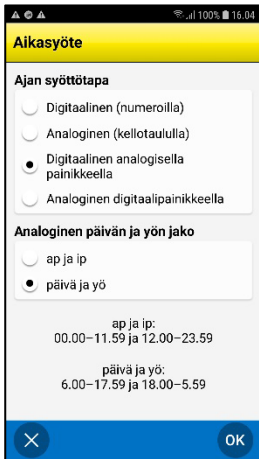 100% 16.04
Aikasyöte
Ajan syöttötapa
Digitaalinen (numeroilla)
Analoginen (kellotaululla)
Digitaalinen analogisella
painikkeella
Analoginen digitaalipainikkeella
Analoginen päivän ja yön jako
ap ja ip
päivä ja yö
ap ja ip:
00.00–11.59 ja 12.00–23.59
päivä ja yö:
6.00–17.59 ja 18.00–5.59
OK